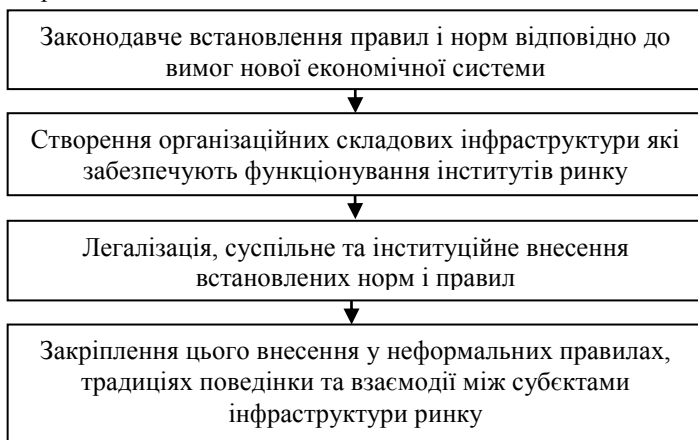 Законодавче встановлення правил і норм відповідно до
вимог нової економічної системи
Створення організаційних складових інфраструктури які
забезпечують функціонування інститутів ринку
Легалізація, суспільне та інституційне внесення
встановлених норм і правил
Закріплення цього внесення у неформальних правилах,
традиціях поведінки та взаємодії між субєктами
інфраструктури ринку